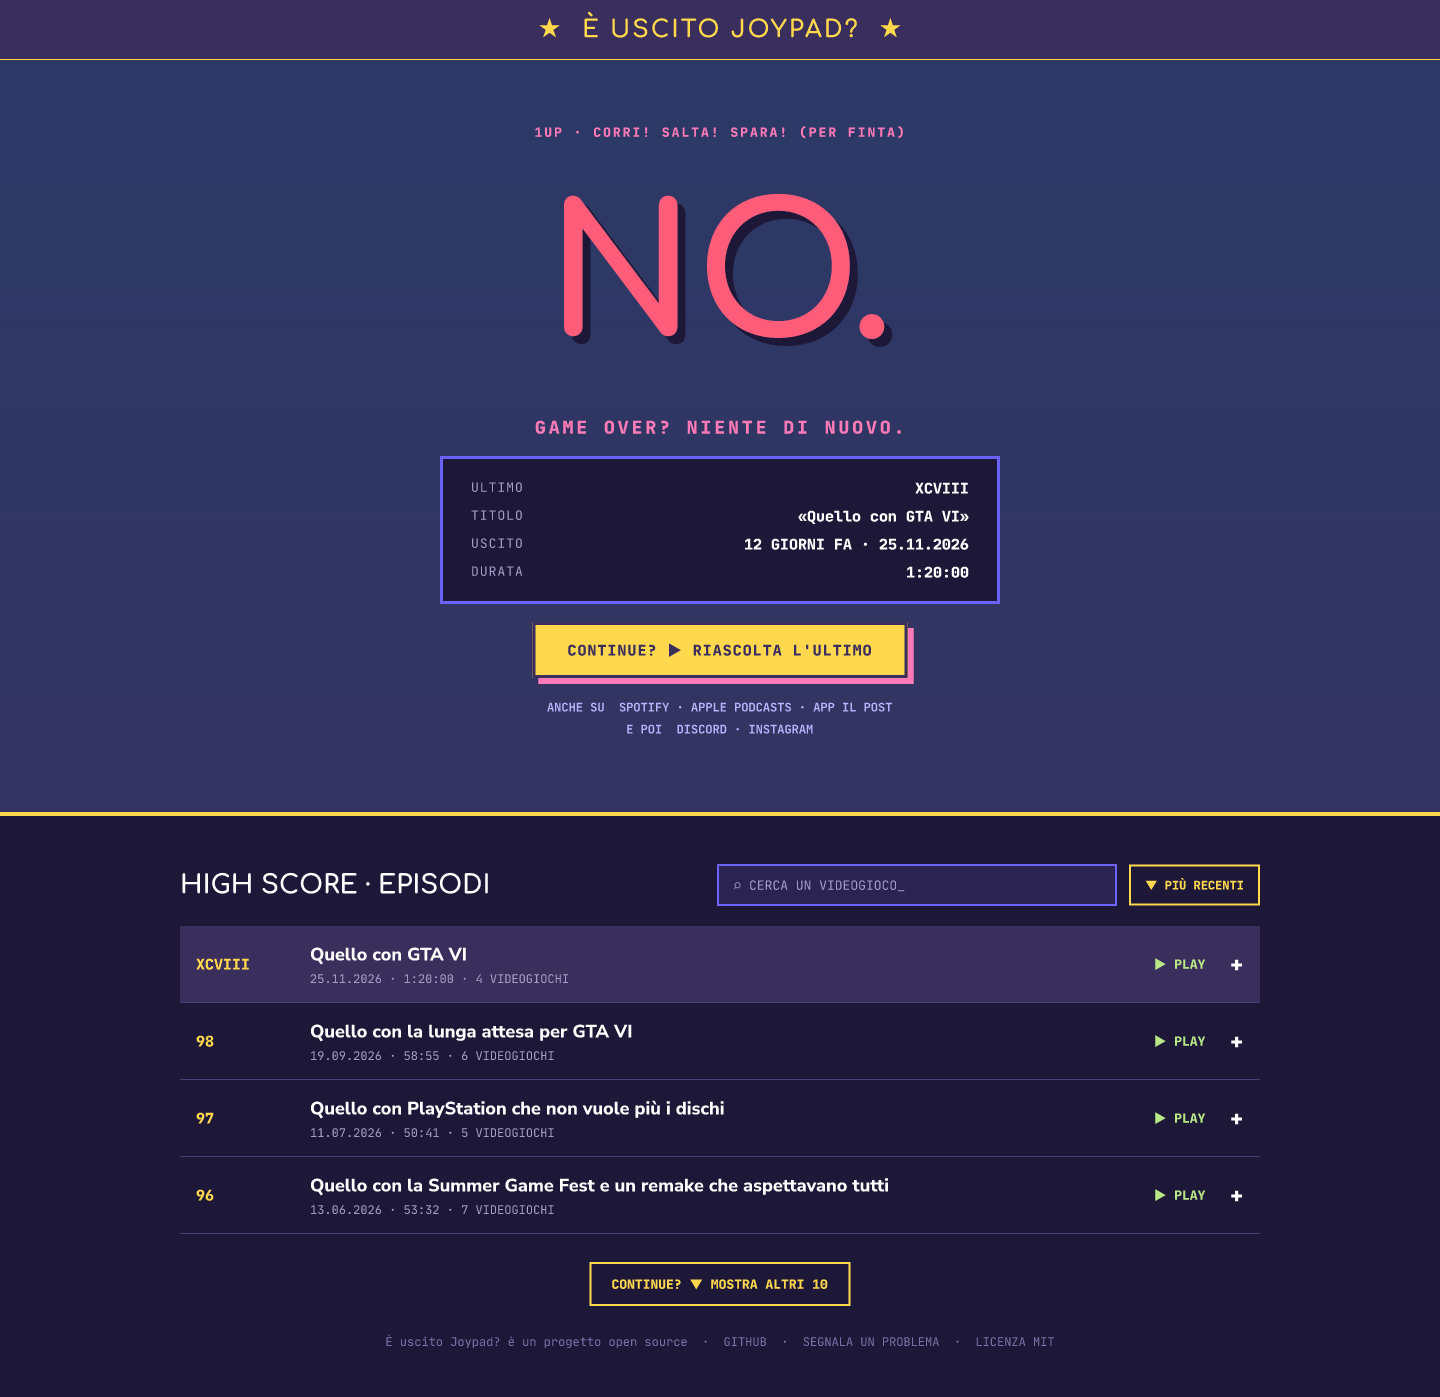 ★ È USCITO JOYPAD? ★
1UP · CORRI! SALTA! SPARA! (PER FINTA)
NO.
GAME OVER? NIENTE DI NUOVO.
ULTIMO XCVIII
TITOLO «Quello con GTA VI»
USCITO 12 GIORNI FA · 25.11.2026
DURATA 1:20:00
CONTINUE? ▶ RIASCOLTA L'ULTIMO
ANCHE SU SPOTIFY · APPLE PODCASTS · APP IL POST
E POI DISCORD · INSTAGRAM
HIGH SCORE · EPISODI
⌕ CERCA UN VIDEOGIOCO_
▼ PIÙ RECENTI
XCVIII
Quello con GTA VI
25.11.2026 · 1:20:00 · 4 VIDEOGIOCHI
▶ PLAY +
98
Quello con la lunga attesa per GTA VI
19.09.2026 · 58:55 · 6 VIDEOGIOCHI
▶ PLAY +
97
Quello con PlayStation che non vuole più i dischi
11.07.2026 · 50:41 · 5 VIDEOGIOCHI
▶ PLAY +
96
Quello con la Summer Game Fest e un remake che aspettavano tutti
13.06.2026 · 53:32 · 7 VIDEOGIOCHI
▶ PLAY +
CONTINUE? ▼ MOSTRA ALTRI 10
È uscito Joypad? è un progetto open source · GITHUB · SEGNALA UN PROBLEMA · LICENZA MIT